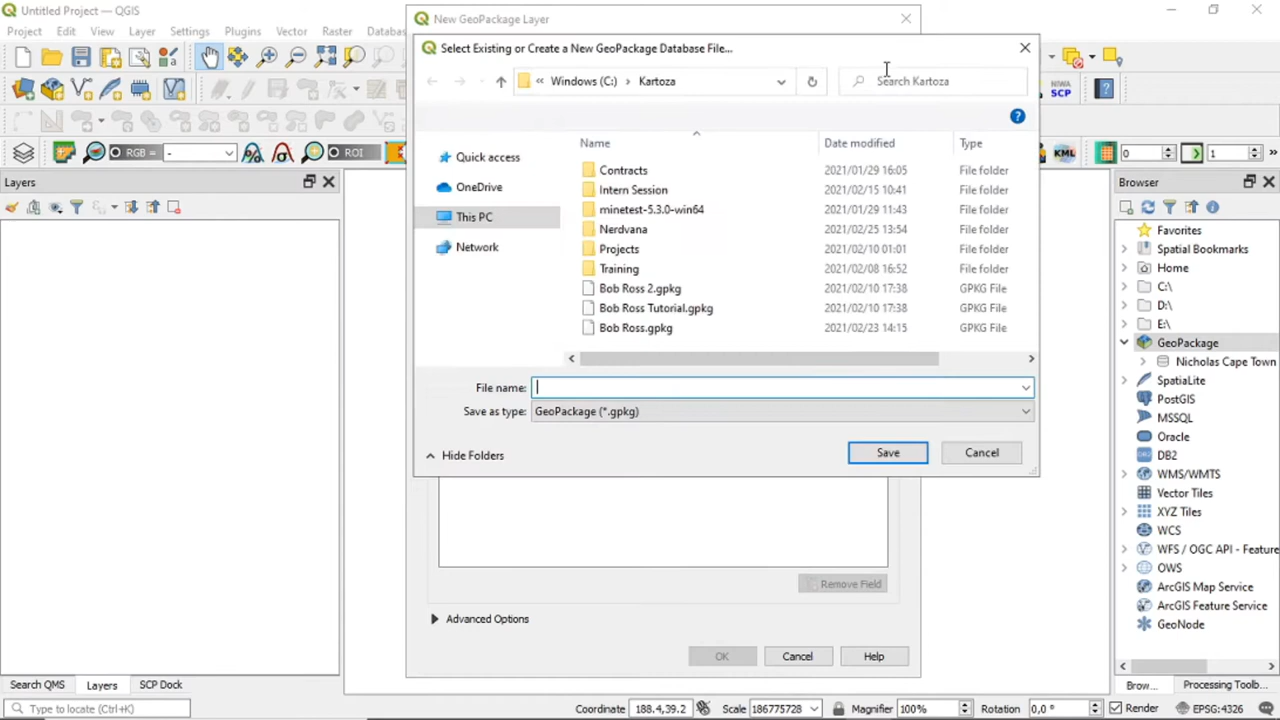 Untitled Project — QGIS
Project Edit View Layer Settings Plugins Vector Raster Databa
New GeoPackage Layer
Select Existing or Create a New GeoPackage Database File...
« Windows (C:) › Kartoza
Search Kartoza
NIWA
SCP
RGB = -
ROI
KML
0
1
»
Layers
Name Date modified Type
Quick access
OneDrive
This PC
Network
Contracts 2021/01/29 16:05 File folder
Intern Session 2021/02/15 10:41 File folder
minetest-5.3.0-win64 2021/01/29 11:43 File folder
Nerdvana 2021/02/25 13:54 File folder
Projects 2021/02/10 01:01 File folder
Training 2021/02/08 16:52 File folder
Bob Ross 2.gpkg 2021/02/10 17:38 GPKG File
Bob Ross Tutorial.gpkg 2021/02/10 17:38 GPKG File
Bob Ross.gpkg 2021/02/23 14:15 GPKG File
File name:
Save as type: GeoPackage (*.gpkg)
Hide Folders
Save Cancel
Remove Field
Advanced Options
OK Cancel Help
Browser
Favorites
Spatial Bookmarks
Home
C:\
D:\
E:\
GeoPackage
Nicholas Cape Town
SpatiaLite
PostGIS
MSSQL
Oracle
DB2
WMS/WMTS
Vector Tiles
XYZ Tiles
WCS
WFS / OGC API - Feature
OWS
ArcGIS Map Service
ArcGIS Feature Service
GeoNode
Search QMS Layers SCP Dock
Brow... Processing Tool...
Type to locate (Ctrl+K)
Coordinate 188.4,39.2 Scale 186775728 Magnifier 100% Rotation 0,0 ° Render EPSG:4326